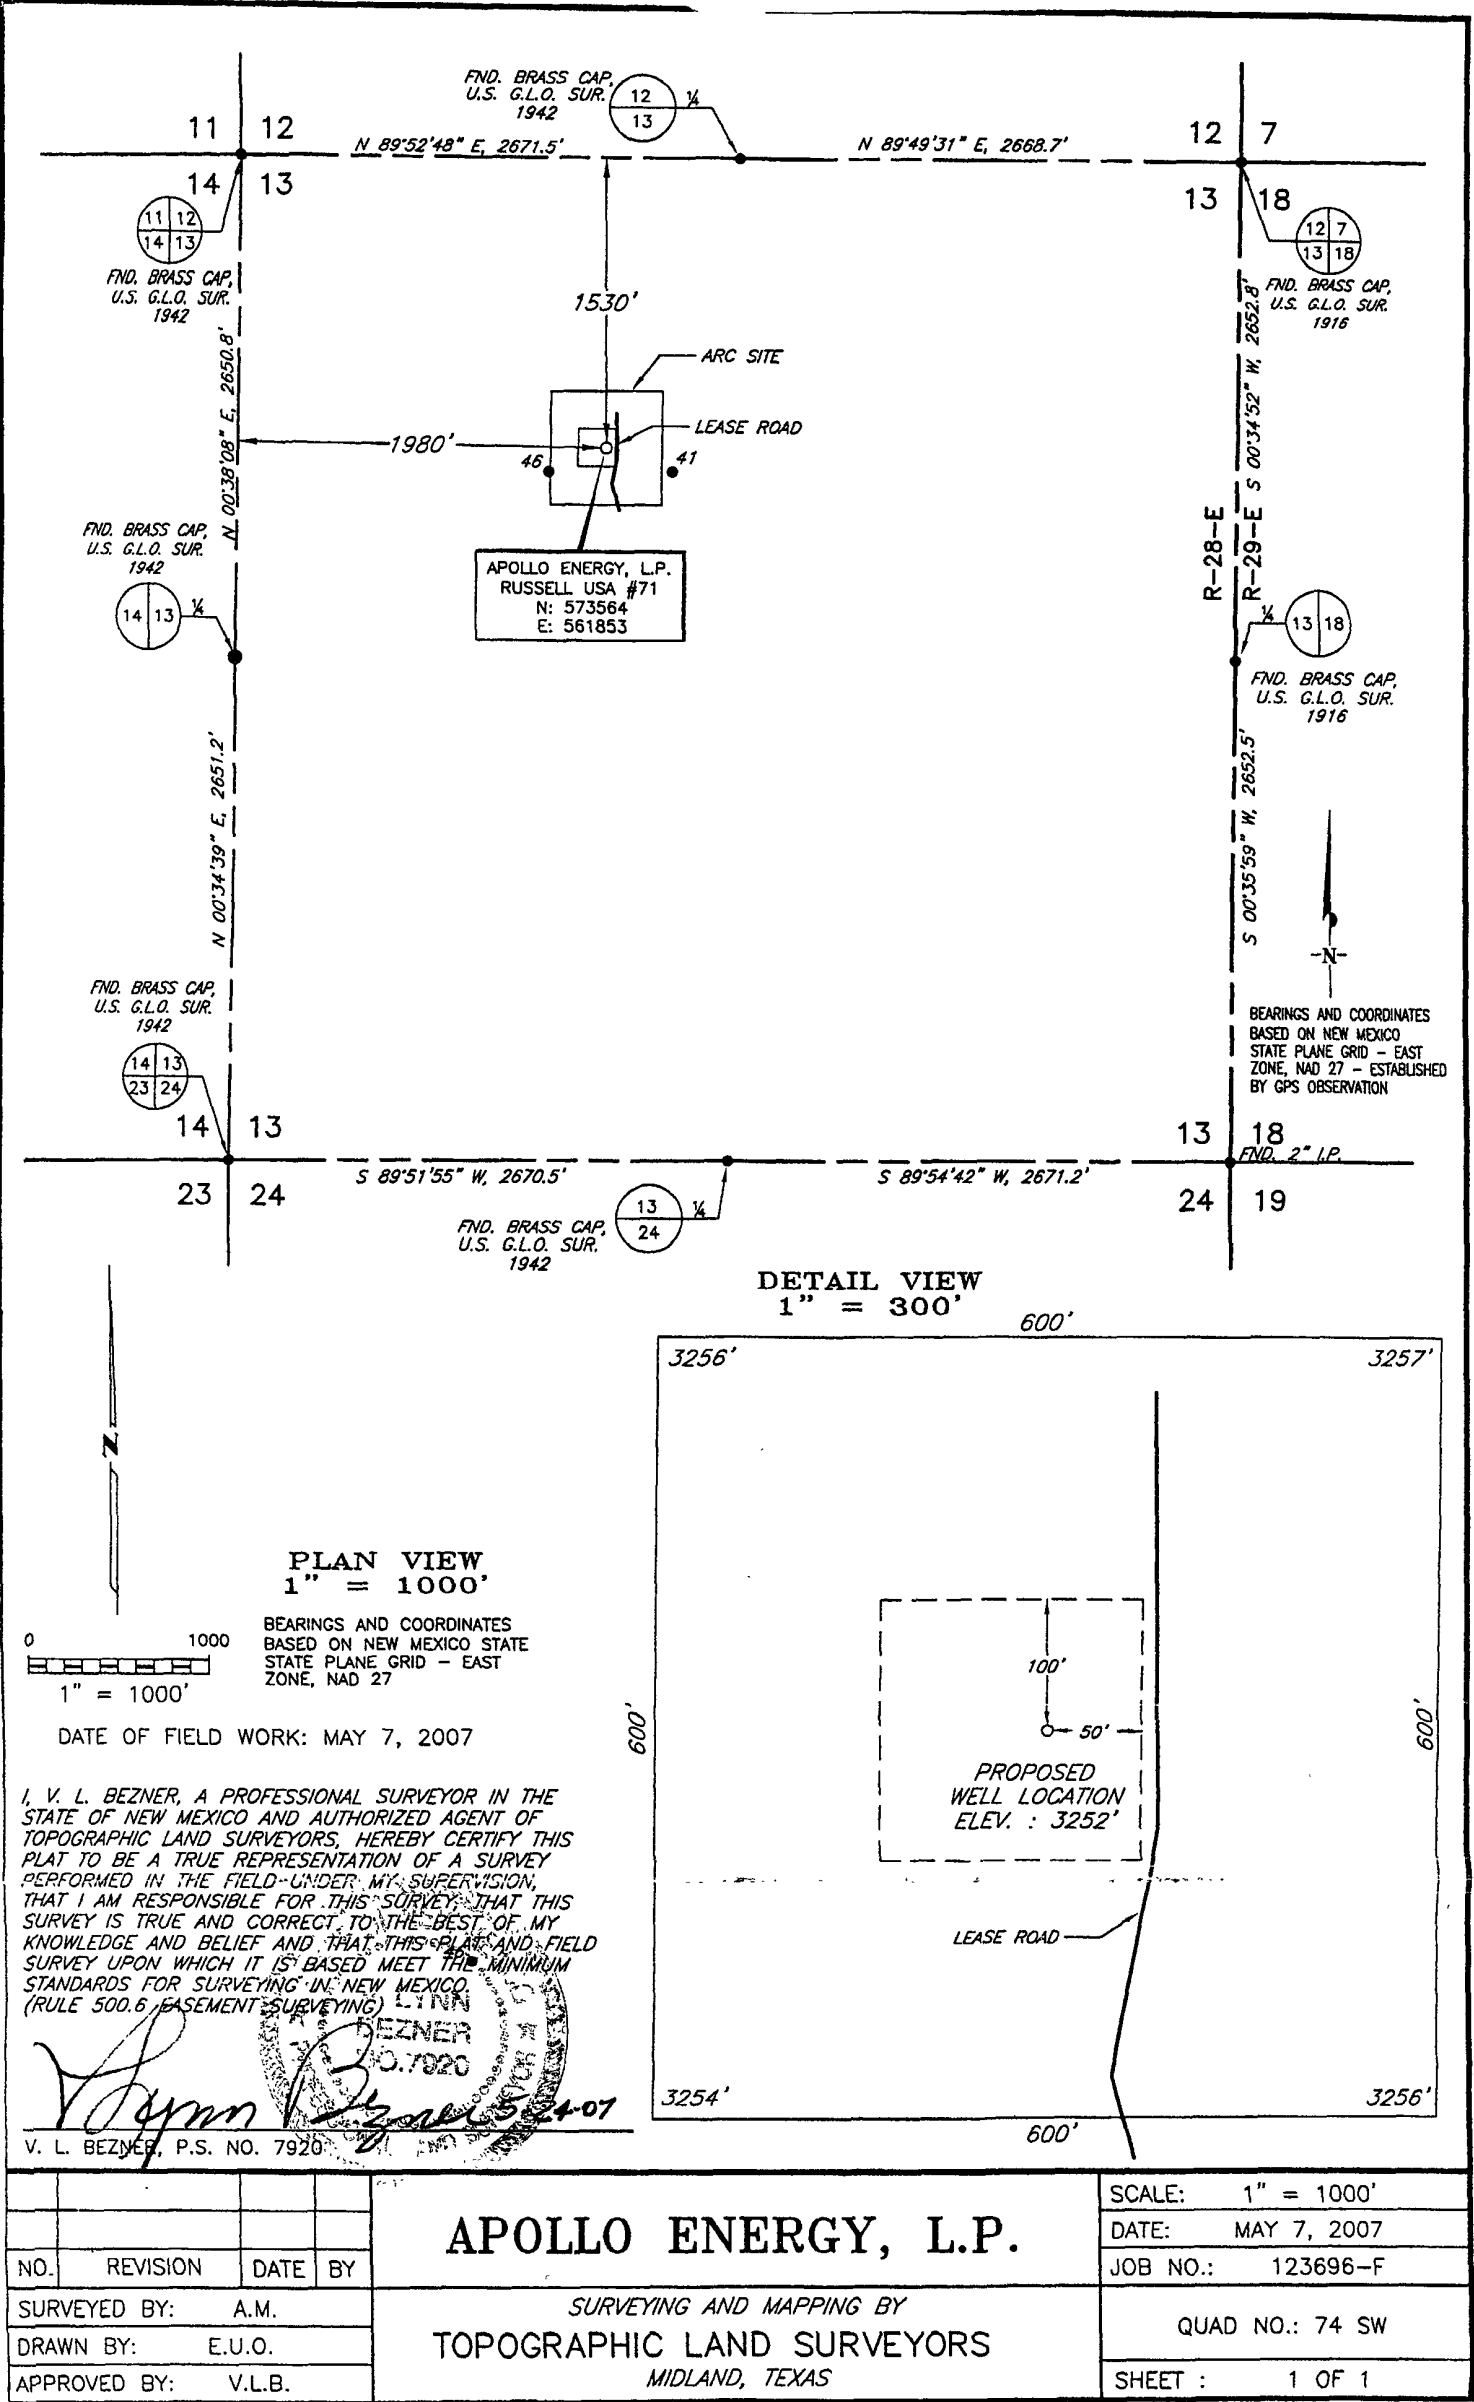 FND. BRASS CAP,
U.S. G.L.O. SUR.
1942
12
13
1/4
11 12
N 89°52'48" E, 2671.5'
N 89°49'31" E, 2668.7'
12 7
14 13
13 18
11 12
14 13
FND. BRASS CAP,
U.S. G.L.O. SUR.
1942
12 7
13 18
FND. BRASS CAP,
U.S. G.L.O. SUR.
1916
1530'
N 00°38'08" E, 2650.8'
S 00°34'52" W, 2652.8'
ARC SITE
LEASE ROAD
1980'
46
41
APOLLO ENERGY, L.P.
RUSSELL USA #71
N: 573564
E: 561853
R-28-E
R-29-E
FND. BRASS CAP,
U.S. G.L.O. SUR.
1942
14 13
1/4
1/4
13 18
FND. BRASS CAP,
U.S. G.L.O. SUR.
1916
N 00°34'39" E, 2651.2'
S 00°35'59" W, 2652.5'
-N-
BEARINGS AND COORDINATES
BASED ON NEW MEXICO
STATE PLANE GRID – EAST
ZONE, NAD 27 – ESTABLISHED
BY GPS OBSERVATION
FND. BRASS CAP,
U.S. G.L.O. SUR.
1942
14 13
23 24
14 13
13 18
FND. 2" I.P.
S 89°51'55" W, 2670.5'
S 89°54'42" W, 2671.2'
23 24
24 19
13
24
1/4
FND. BRASS CAP,
U.S. G.L.O. SUR.
1942
DETAIL VIEW
1" = 300'
600'
3256'
3257'
N
100'
50'
PROPOSED
WELL LOCATION
ELEV. : 3252'
600'
600'
LEASE ROAD
3254'
3256'
600'
PLAN VIEW
1" = 1000'
BEARINGS AND COORDINATES
BASED ON NEW MEXICO STATE
STATE PLANE GRID – EAST
ZONE, NAD 27
0 1000
1" = 1000'
DATE OF FIELD WORK: MAY 7, 2007
I, V. L. BEZNER, A PROFESSIONAL SURVEYOR IN THE
STATE OF NEW MEXICO AND AUTHORIZED AGENT OF
TOPOGRAPHIC LAND SURVEYORS, HEREBY CERTIFY THIS
PLAT TO BE A TRUE REPRESENTATION OF A SURVEY
PERFORMED IN THE FIELD UNDER MY SUPERVISION,
THAT I AM RESPONSIBLE FOR THIS SURVEY, THAT THIS
SURVEY IS TRUE AND CORRECT TO THE BEST OF MY
KNOWLEDGE AND BELIEF AND THAT THIS PLAT AND FIELD
SURVEY UPON WHICH IT IS BASED MEET THE MINIMUM
STANDARDS FOR SURVEYING IN NEW MEXICO.
(RULE 500.6 EASEMENT SURVEYING)
LYNN
BEZNER
NO. 7920
Lynn Bezner 5-24-07
V. L. BEZNER, P.S. NO. 7920
NO. REVISION DATE BY
SURVEYED BY: A.M.
DRAWN BY: E.U.O.
APPROVED BY: V.L.B.
APOLLO ENERGY, L.P.
SURVEYING AND MAPPING BY
TOPOGRAPHIC LAND SURVEYORS
MIDLAND, TEXAS
SCALE: 1" = 1000'
DATE: MAY 7, 2007
JOB NO.: 123696-F
QUAD NO.: 74 SW
SHEET : 1 OF 1